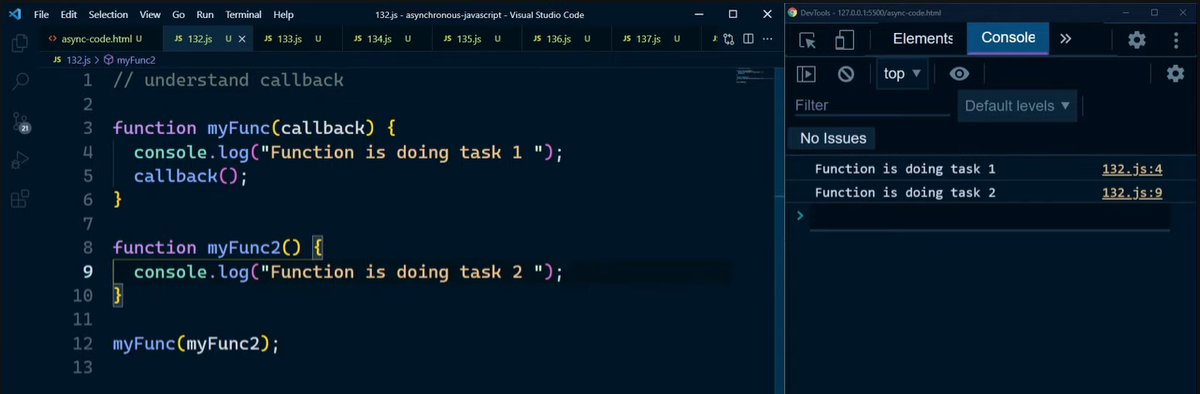 File Edit Selection View Go Run Terminal Help 132.js - asynchronous-javascript - Visual Studio Code
<> async-code.html U JS 132.js U JS 133.js U JS 134.js U JS 135.js U JS 136.js U JS 137.js U
JS 132.js > myFunc2
1 // understand callback
2
3 function myFunc(callback) {
4 console.log("Function is doing task 1 ");
5 callback();
6 }
7
8 function myFunc2() {
9 console.log("Function is doing task 2 ");
10 }
11
12 myFunc(myFunc2);
13
21
DevTools - 127.0.0.1:5500/async-code.html
Elements Console »
top ▼
Filter Default levels ▼
No Issues
Function is doing task 1 132.js:4
Function is doing task 2 132.js:9
>